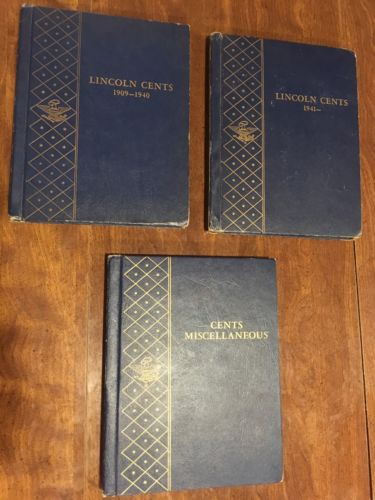 LINCOLN CENTS
1909–1940
LINCOLN CENTS
1941–
CENTS
MISCELLANEOUS